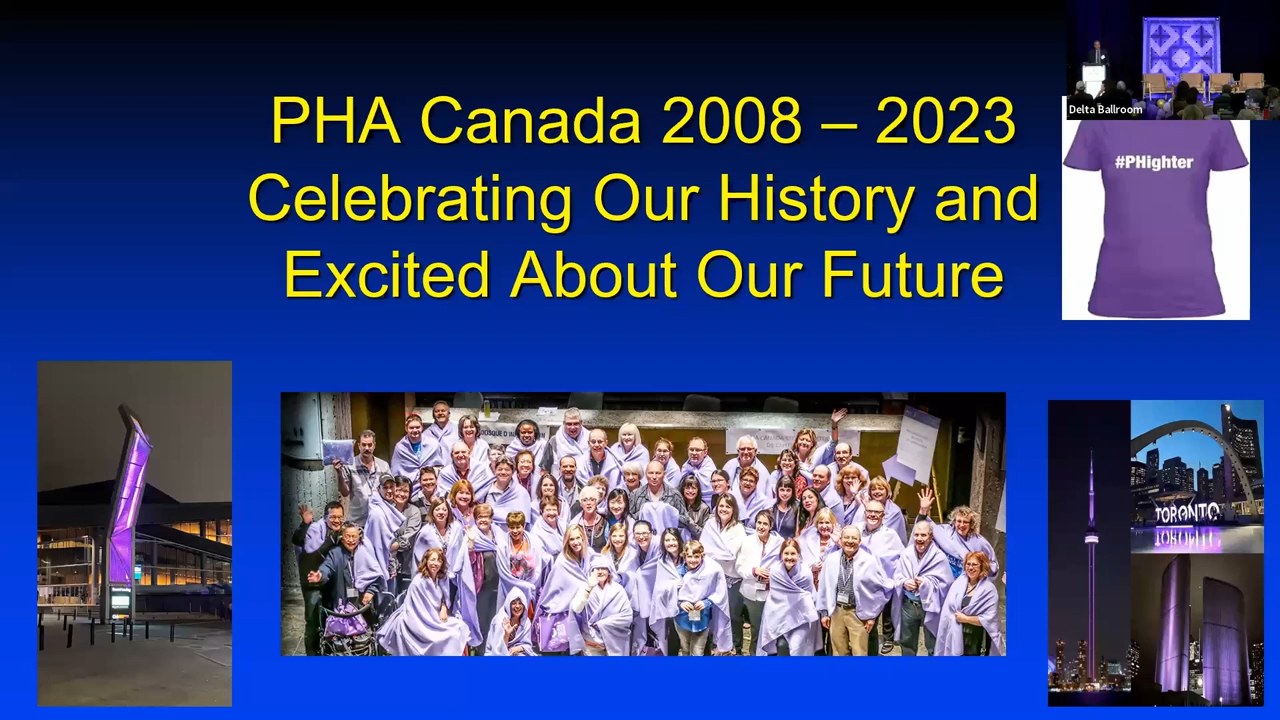 PHA Canada 2008 – 2023
Celebrating Our History and
Excited About Our Future
Delta Ballroom
#PHighter
TORONTO